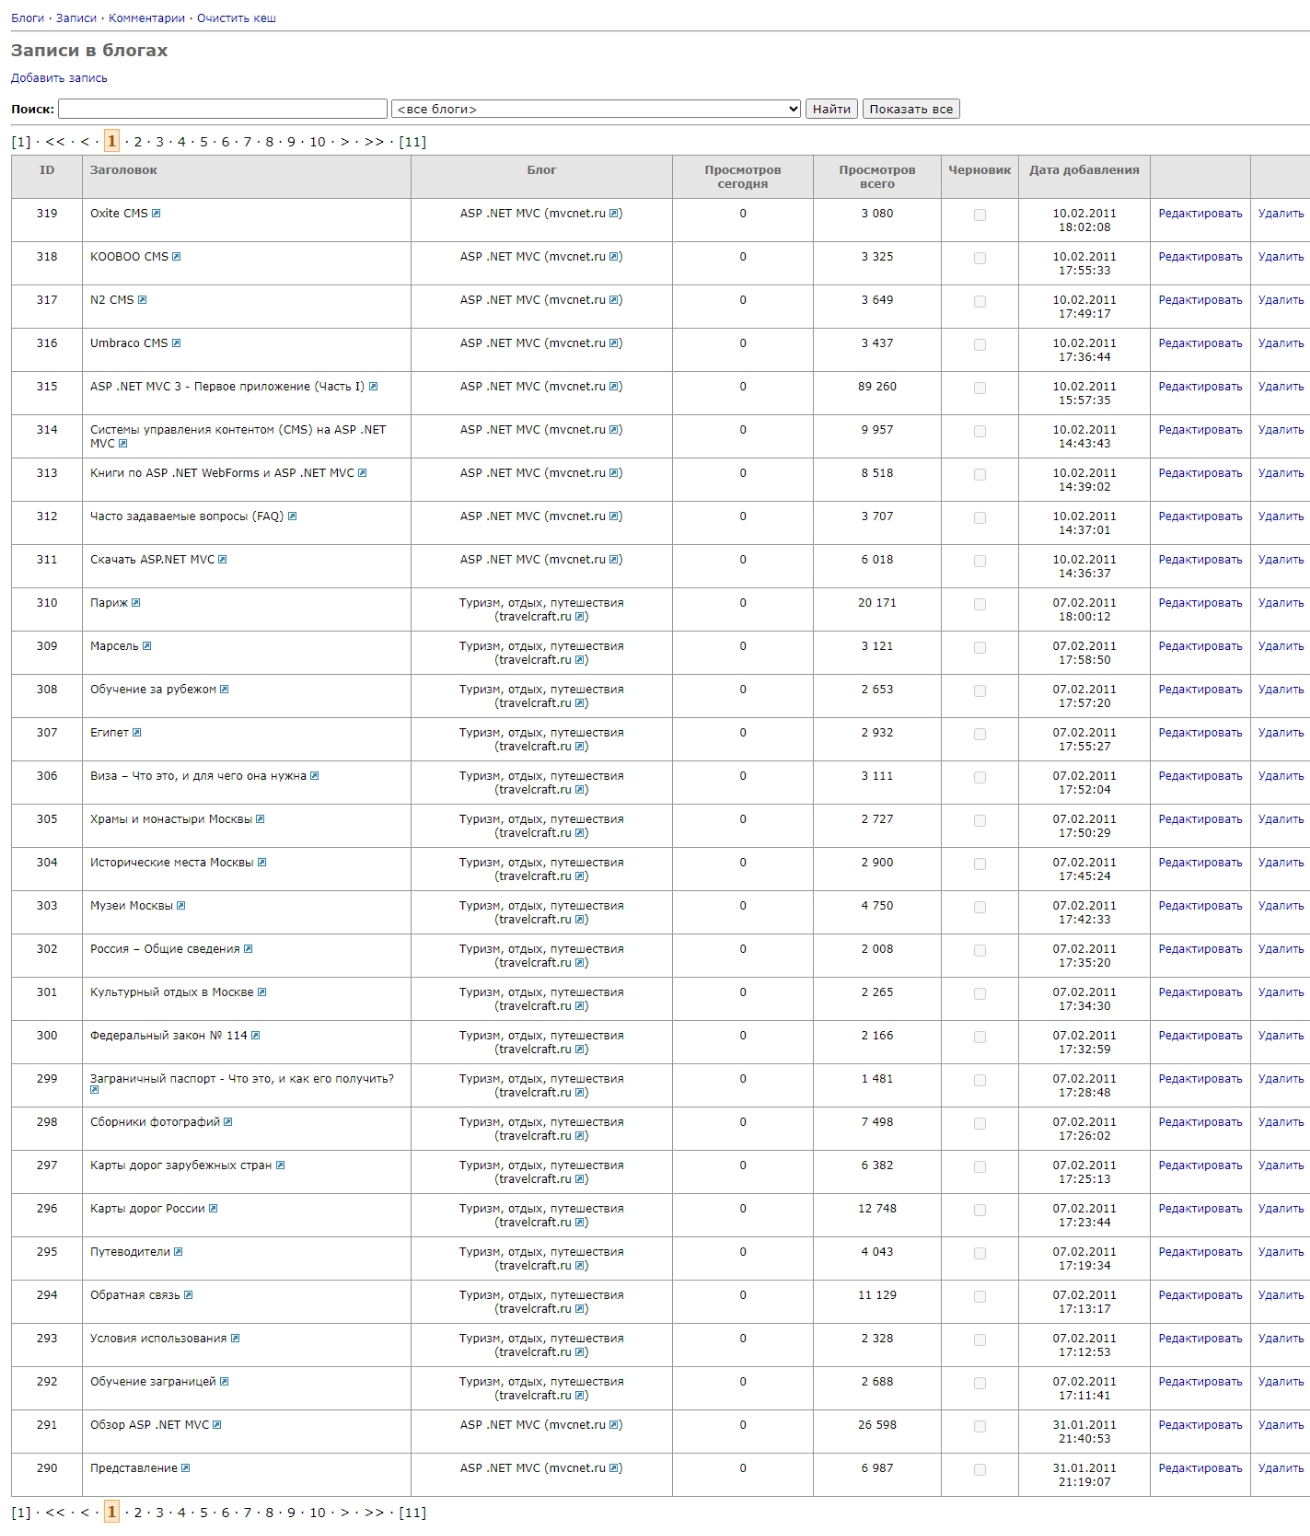 Блоги · Записи · Комментарии · Очистить кеш
Записи в блогах
Добавить запись
Поиск: <все блоги> Найти Показать все
[1] · << · < · 1 · 2 · 3 · 4 · 5 · 6 · 7 · 8 · 9 · 10 · > · >> · [11]
ID Заголовок Блог Просмотров сегодня Просмотров всего Черновик Дата добавления
319 Oxite CMS ASP .NET MVC (mvcnet.ru) 0 3 080 10.02.2011 18:02:08 Редактировать Удалить
318 KOOBOO CMS ASP .NET MVC (mvcnet.ru) 0 3 325 10.02.2011 17:55:33 Редактировать Удалить
317 N2 CMS ASP .NET MVC (mvcnet.ru) 0 3 649 10.02.2011 17:49:17 Редактировать Удалить
316 Umbraco CMS ASP .NET MVC (mvcnet.ru) 0 3 437 10.02.2011 17:36:44 Редактировать Удалить
315 ASP .NET MVC 3 - Первое приложение (Часть I) ASP .NET MVC (mvcnet.ru) 0 89 260 10.02.2011 15:57:35 Редактировать Удалить
314 Системы управления контентом (CMS) на ASP .NET MVC ASP .NET MVC (mvcnet.ru) 0 9 957 10.02.2011 14:43:43 Редактировать Удалить
313 Книги по ASP .NET WebForms и ASP .NET MVC ASP .NET MVC (mvcnet.ru) 0 8 518 10.02.2011 14:39:02 Редактировать Удалить
312 Часто задаваемые вопросы (FAQ) ASP .NET MVC (mvcnet.ru) 0 3 707 10.02.2011 14:37:01 Редактировать Удалить
311 Скачать ASP.NET MVC ASP .NET MVC (mvcnet.ru) 0 6 018 10.02.2011 14:36:37 Редактировать Удалить
310 Париж Туризм, отдых, путешествия (travelcraft.ru) 0 20 171 07.02.2011 18:00:12 Редактировать Удалить
309 Марсель Туризм, отдых, путешествия (travelcraft.ru) 0 3 121 07.02.2011 17:58:50 Редактировать Удалить
308 Обучение за рубежом Туризм, отдых, путешествия (travelcraft.ru) 0 2 653 07.02.2011 17:57:20 Редактировать Удалить
307 Египет Туризм, отдых, путешествия (travelcraft.ru) 0 2 932 07.02.2011 17:55:27 Редактировать Удалить
306 Виза – Что это, и для чего она нужна Туризм, отдых, путешествия (travelcraft.ru) 0 3 111 07.02.2011 17:52:04 Редактировать Удалить
305 Храмы и монастыри Москвы Туризм, отдых, путешествия (travelcraft.ru) 0 2 727 07.02.2011 17:50:29 Редактировать Удалить
304 Исторические места Москвы Туризм, отдых, путешествия (travelcraft.ru) 0 2 900 07.02.2011 17:45:24 Редактировать Удалить
303 Музеи Москвы Туризм, отдых, путешествия (travelcraft.ru) 0 4 750 07.02.2011 17:42:33 Редактировать Удалить
302 Россия – Общие сведения Туризм, отдых, путешествия (travelcraft.ru) 0 2 008 07.02.2011 17:35:20 Редактировать Удалить
301 Культурный отдых в Москве Туризм, отдых, путешествия (travelcraft.ru) 0 2 265 07.02.2011 17:34:30 Редактировать Удалить
300 Федеральный закон № 114 Туризм, отдых, путешествия (travelcraft.ru) 0 2 166 07.02.2011 17:32:59 Редактировать Удалить
299 Заграничный паспорт - Что это, и как его получить? Туризм, отдых, путешествия (travelcraft.ru) 0 1 481 07.02.2011 17:28:48 Редактировать Удалить
298 Сборники фотографий Туризм, отдых, путешествия (travelcraft.ru) 0 7 498 07.02.2011 17:26:02 Редактировать Удалить
297 Карты дорог зарубежных стран Туризм, отдых, путешествия (travelcraft.ru) 0 6 382 07.02.2011 17:25:13 Редактировать Удалить
296 Карты дорог России Туризм, отдых, путешествия (travelcraft.ru) 0 12 748 07.02.2011 17:23:44 Редактировать Удалить
295 Путеводители Туризм, отдых, путешествия (travelcraft.ru) 0 4 043 07.02.2011 17:19:34 Редактировать Удалить
294 Обратная связь Туризм, отдых, путешествия (travelcraft.ru) 0 11 129 07.02.2011 17:13:17 Редактировать Удалить
293 Условия использования Туризм, отдых, путешествия (travelcraft.ru) 0 2 328 07.02.2011 17:12:53 Редактировать Удалить
292 Обучение заграницей Туризм, отдых, путешествия (travelcraft.ru) 0 2 688 07.02.2011 17:11:41 Редактировать Удалить
291 Обзор ASP .NET MVC ASP .NET MVC (mvcnet.ru) 0 26 598 31.01.2011 21:40:53 Редактировать Удалить
290 Представление ASP .NET MVC (mvcnet.ru) 0 6 987 31.01.2011 21:19:07 Редактировать Удалить
[1] · << · < · 1 · 2 · 3 · 4 · 5 · 6 · 7 · 8 · 9 · 10 · > · >> · [11]